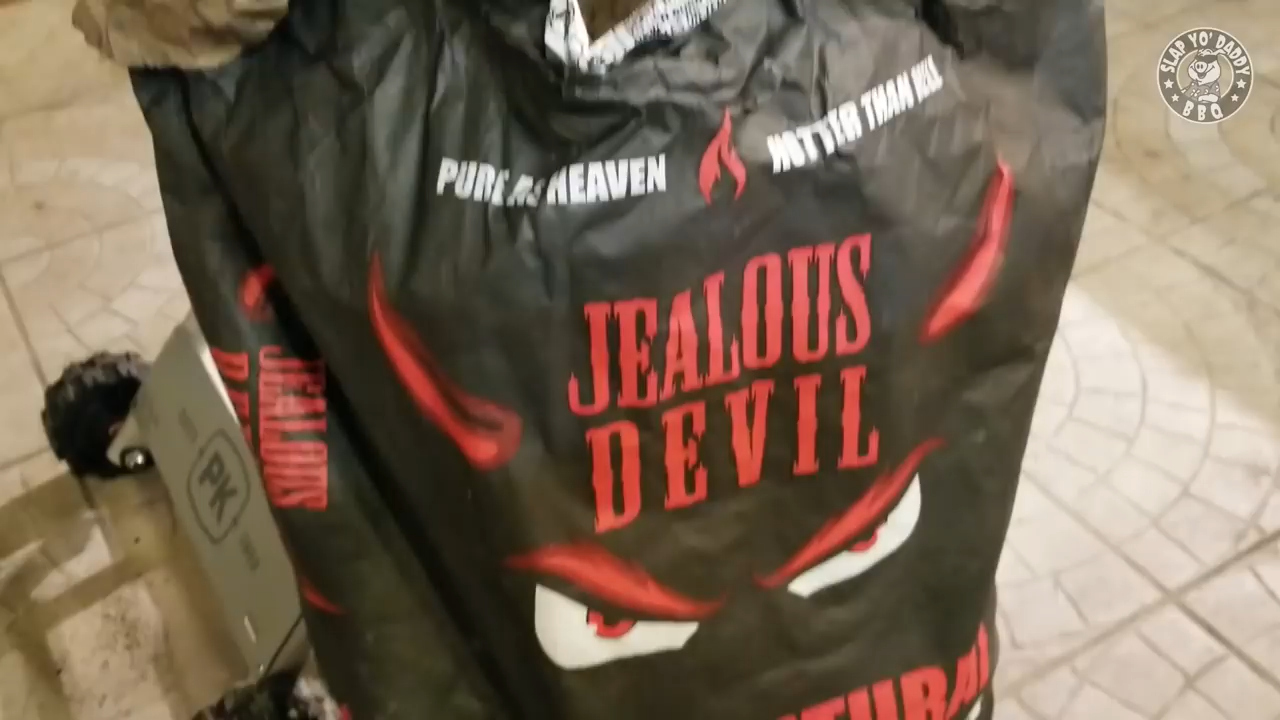 SLAP YO' DADDY
BBQ
PURE AS HEAVEN
HOTTER THAN HELL
JEALOUS
DEVIL
JEALOUS
PK